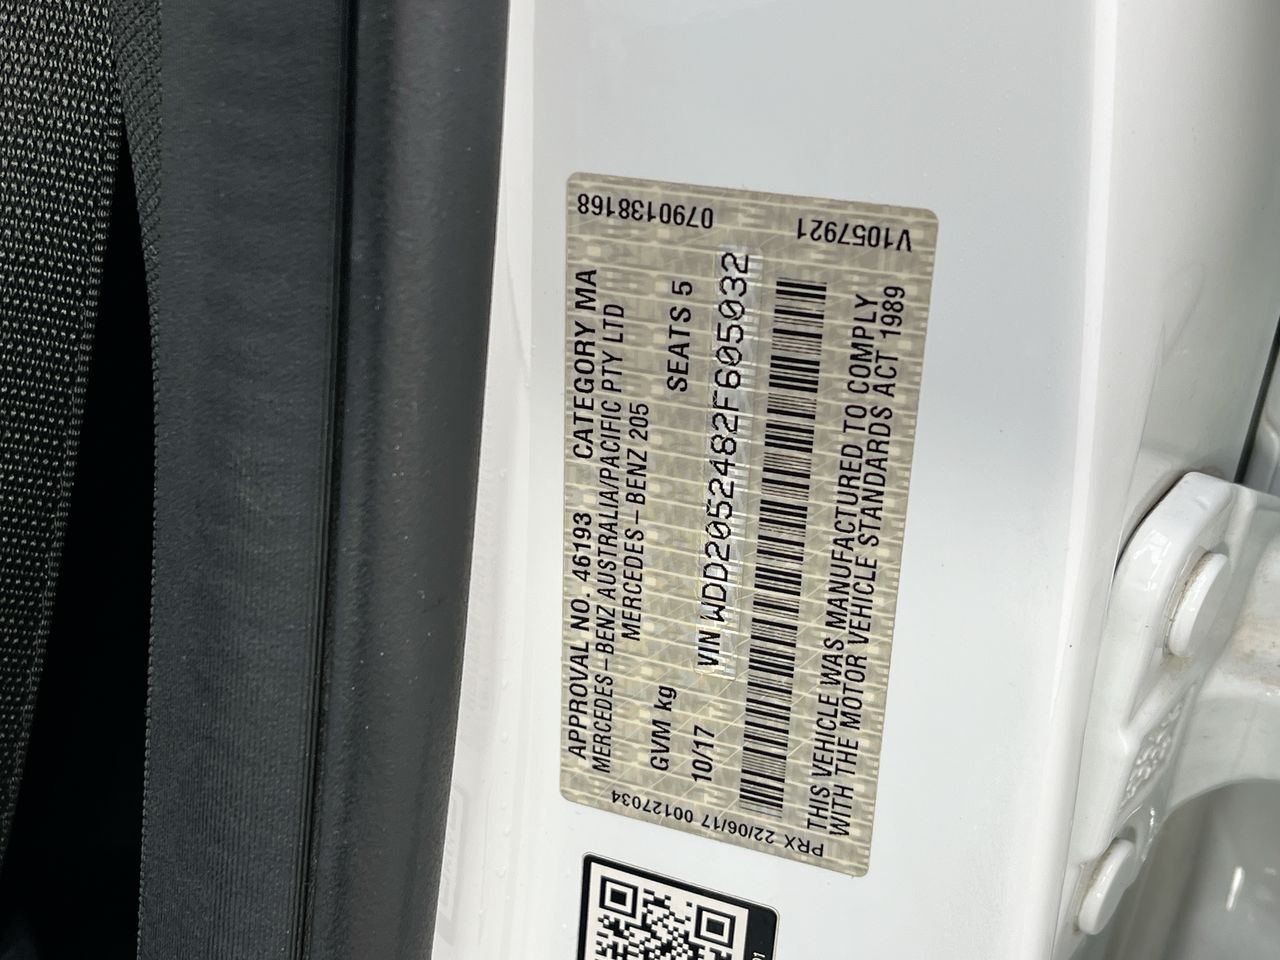 0790138168
V1057921
APPROVAL NO. 46193 CATEGORY MA
MERCEDES-BENZ AUSTRALIA/PACIFIC PTY LTD
MERCEDES-BENZ 205
GVM kg SEATS 5
10/17 VIN WDD2052482F605032
THIS VEHICLE WAS MANUFACTURED TO COMPLY
WITH THE MOTOR VEHICLE STANDARDS ACT 1989
PRX 22/06/17 00127034